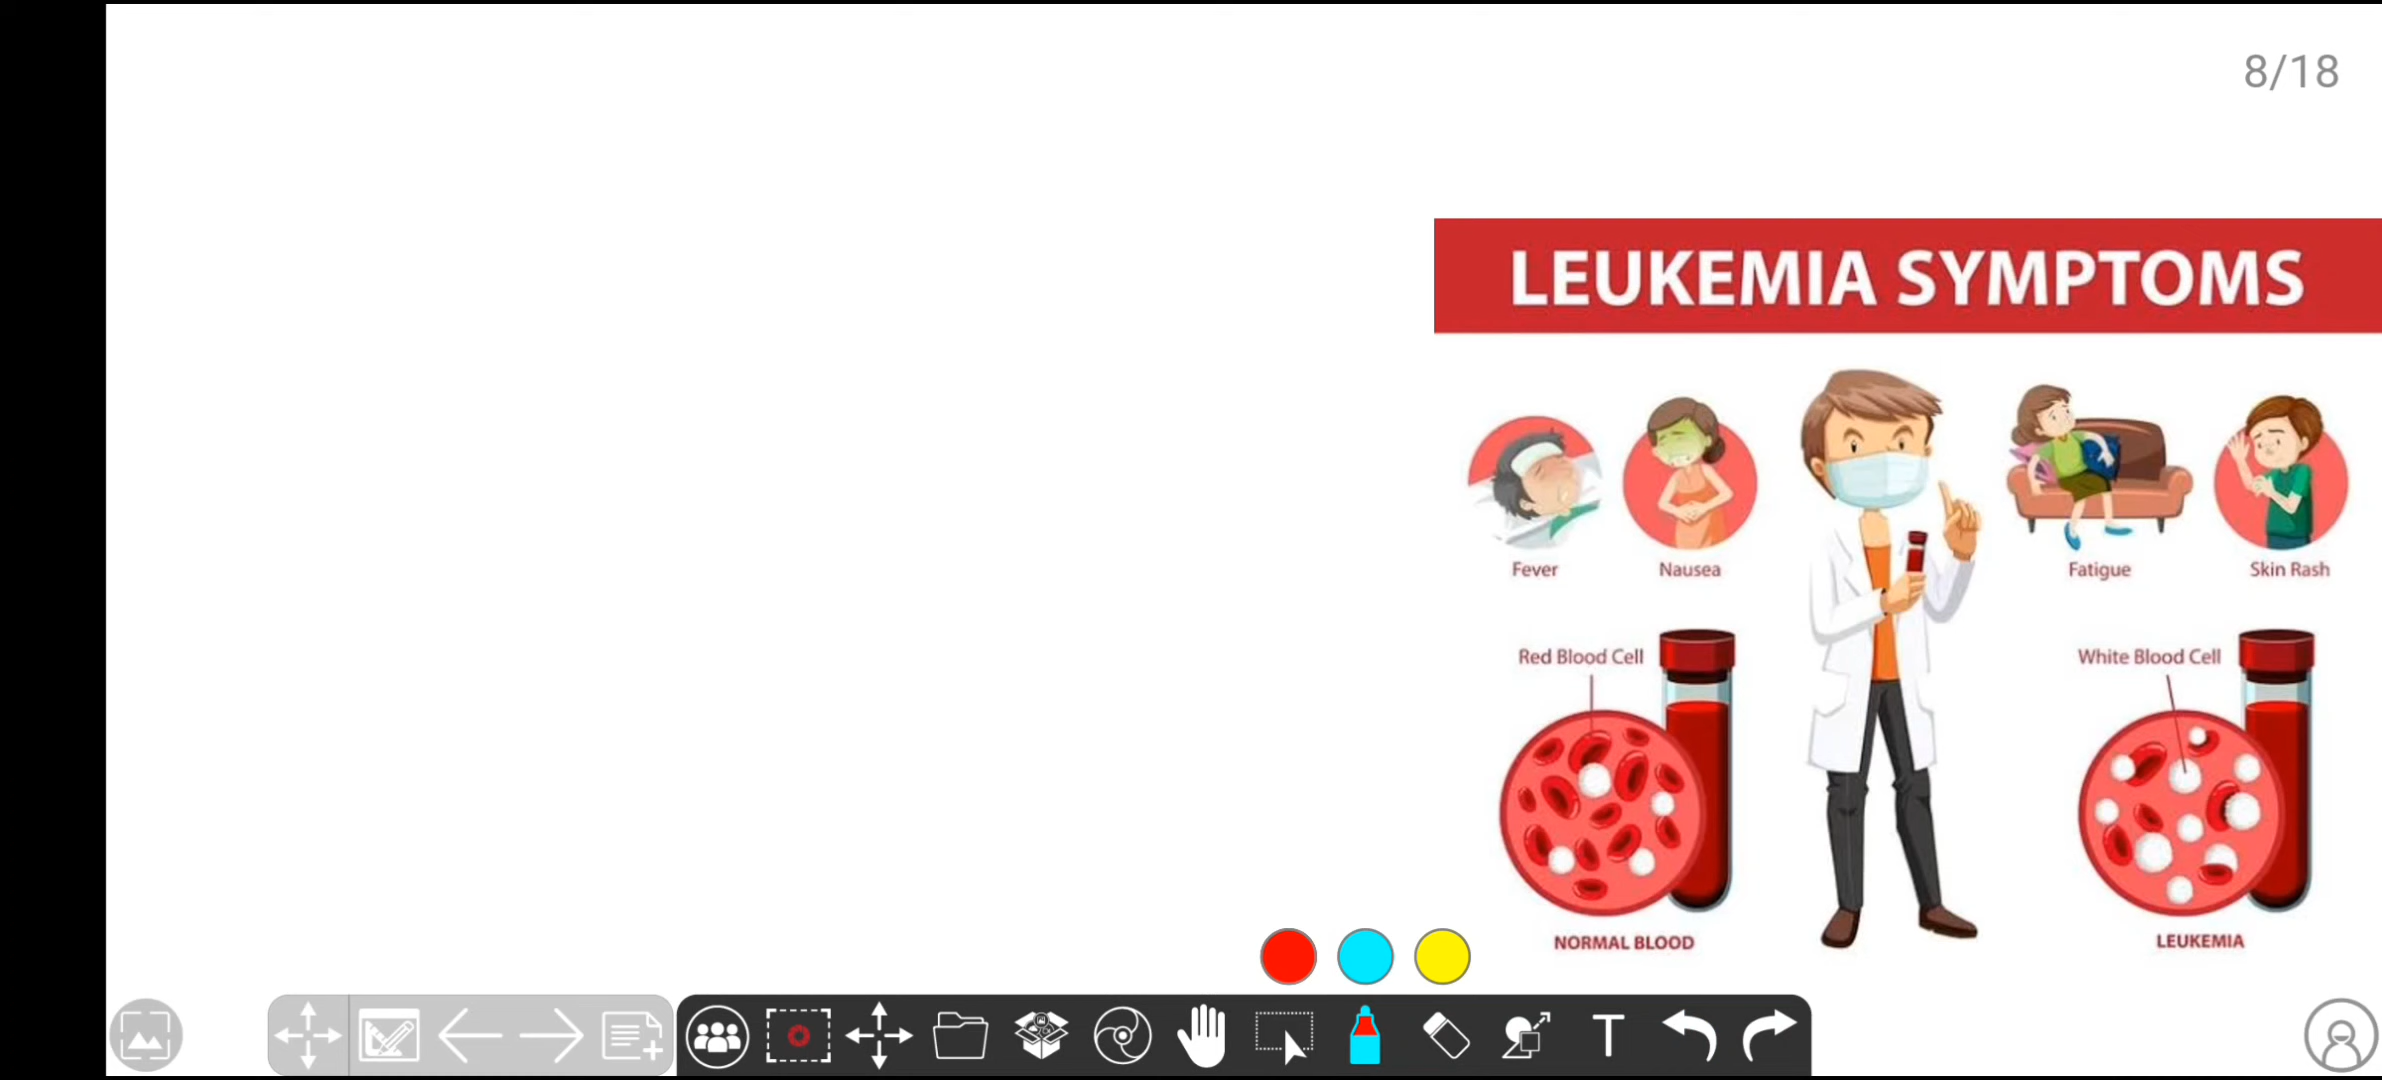 8/18
LEUKEMIA SYMPTOMS
Fever
Nausea
Fatigue
Skin Rash
Red Blood Cell
White Blood Cell
NORMAL BLOOD
LEUKEMIA
T